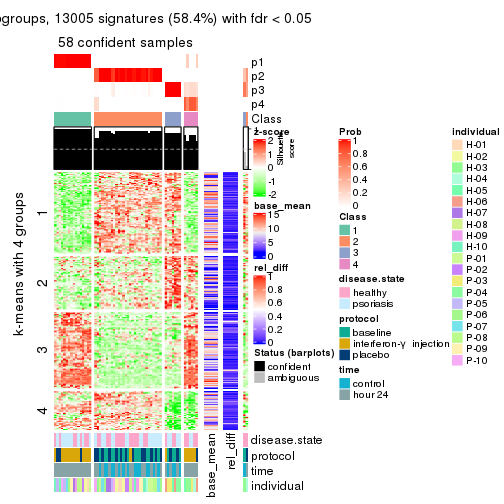 ogroups, 13005 signatures (58.4%) with fdr < 0.05
58 confident samples
p1
p2
p3
p4
Class
z-score
2
1
0
-1
-2
Silhouette
score
base_mean
15
10
5
0
rel_diff
1
0.8
0.6
0.4
0.2
0
Status (barplots)
confident
ambiguous
Prob
1
0.8
0.6
0.4
0.2
0
Class
1
2
3
4
disease.state
healthy
psoriasis
protocol
baseline
interferon-γ injection
placebo
time
control
hour 24
individual
H-01
H-02
H-03
H-04
H-05
H-06
H-07
H-08
H-09
H-10
P-01
P-02
P-03
P-04
P-05
P-06
P-07
P-08
P-09
P-10
k-means with 4 groups
1
2
3
4
base_mean
rel_diff
disease.state
protocol
time
individual